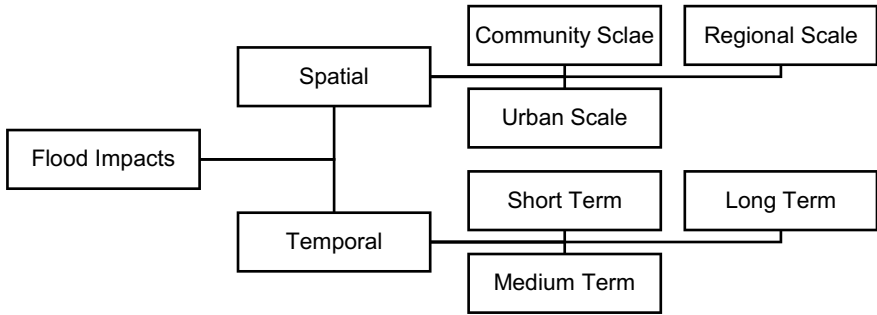 Flood Impacts
Spatial
Community Sclae
Regional Scale
Urban Scale
Temporal
Short Term
Long Term
Medium Term